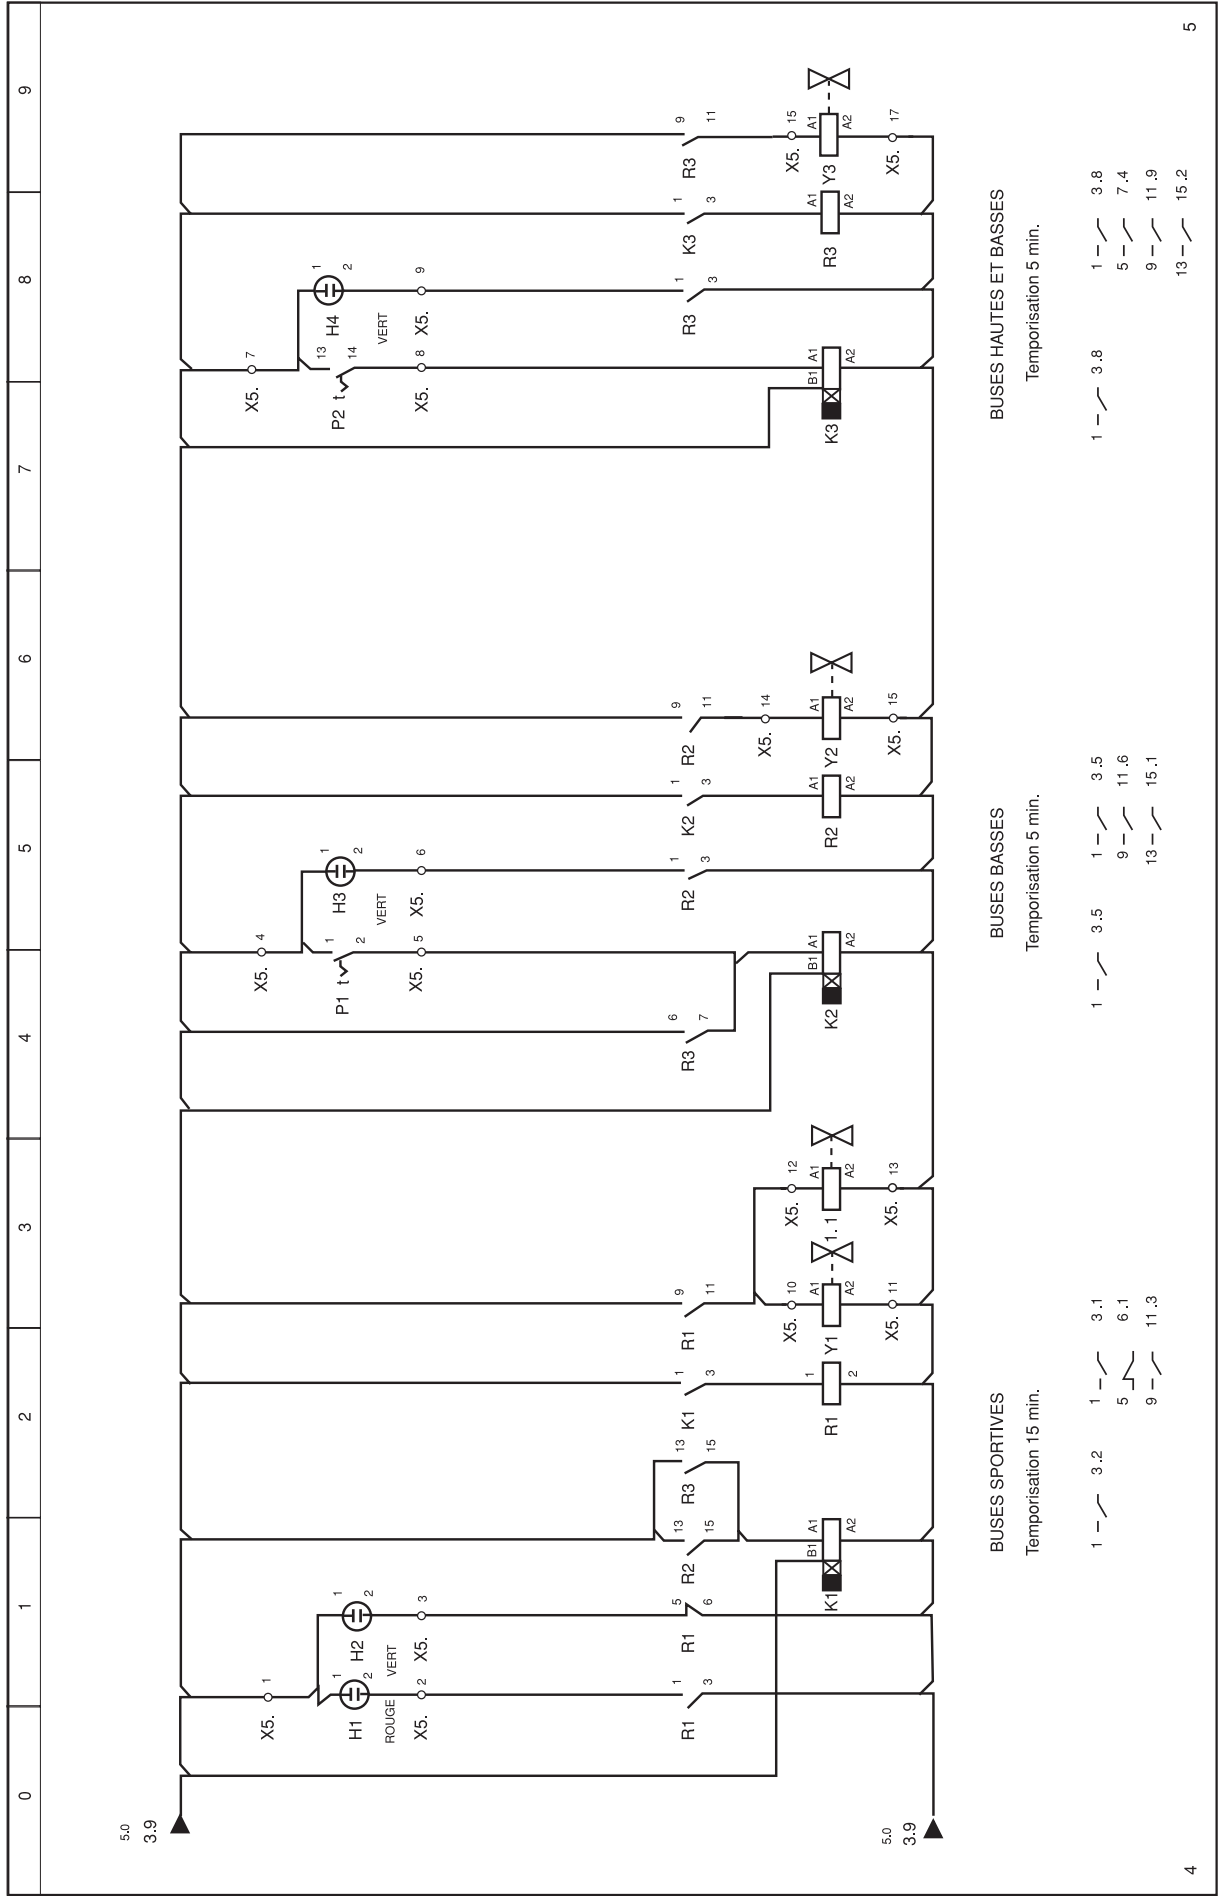 0 1 2 3 4 5 6 7 8 9
5.0
3.9
5.0
3.9
X5. 1
H1 1 2
ROUGE
X5. 2
R1 1 3
H2 1 2
VERT
X5. 3
R1 5 6
R2 13 15
R3 13 15
K1 B1 A1 A2
K1 1 3
R1 1 2
R1 9 11
X5. 10
Y1 A1 A2
X5. 11
X5. 12
1.1 A1 A2
X5. 13
R3 6 7
X5. 4
P1 t 1 2
X5. 5
K2 B1 A1 A2
H3 1 2
VERT
X5. 6
R2 1 3
K2 1 3
R2 A1 A2
R2 9 11
X5. 14
Y2 A1 A2
X5. 15
X5. 7
P2 t 13 14
X5. 8
K3 B1 A1 A2
H4 1 2
VERT
X5. 9
R3 1 3
K3 1 3
R3 A1 A2
R3 9 11
X5. 15
Y3 A1 A2
X5. 17
BUSES SPORTIVES
Temporisation 15 min.
1 3 .2
1 3 .1
5 6 .1
9 11 .3
BUSES BASSES
Temporisation 5 min.
1 3 .5
1 3 .5
9 11 .6
13 15 .1
BUSES HAUTES ET BASSES
Temporisation 5 min.
1 3 .8
1 3 .8
5 7 .4
9 11 .9
13 15 .2
4
5